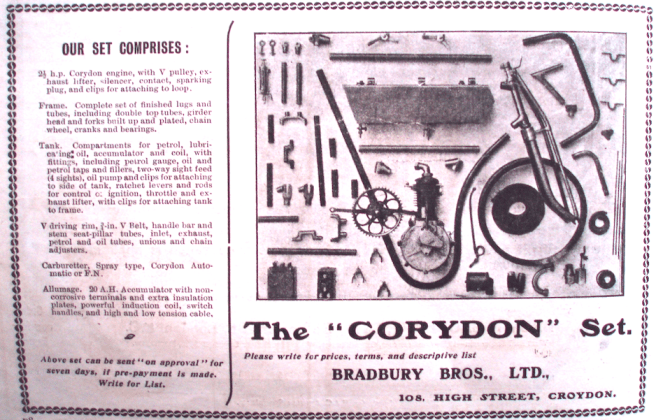 OUR SET COMPRISES:
2½ h.p. Corydon engine, with V pulley, ex-
haust lifter, silencer, contact, sparking
plug, and clips for attaching to loop.
Frame. Complete set of finished lugs and
tubes, including double top tubes, girder
head and forks built up and plated, chain
wheel, cranks and bearings.
Tank. Compartments for petrol, lubri-
cating oil, accumulator and coil, with
fittings, including petrol gauge, oil and
petrol taps and fillers, two-way sight feed
(4 sights), oil pump and clips for attaching
to side of tank, ratchet levers and rods
for control of ignition, throttle and ex-
haust lifter, with clips for attaching tank
to frame.
V driving rim, ⅞-in. V Belt, handle bar and
stem seat-pillar tubes, inlet, exhaust,
petrol and oil tubes, unions and chain
adjusters.
Carburetter, Spray type, Corydon Auto-
matic or F.N.
Allumage. 20 A.H. Accumulator with non-
corrosive terminals and extra insulation
plates, powerful induction coil, switch
handles, and high and low tension cable.
Above set can be sent "on approval" for
seven days, if pre-payment is made.
Write for List.
The "CORYDON" Set.
Please write for prices, terms, and descriptive list
BRADBURY BROS., LTD.,
108, HIGH STREET, CROYDON.